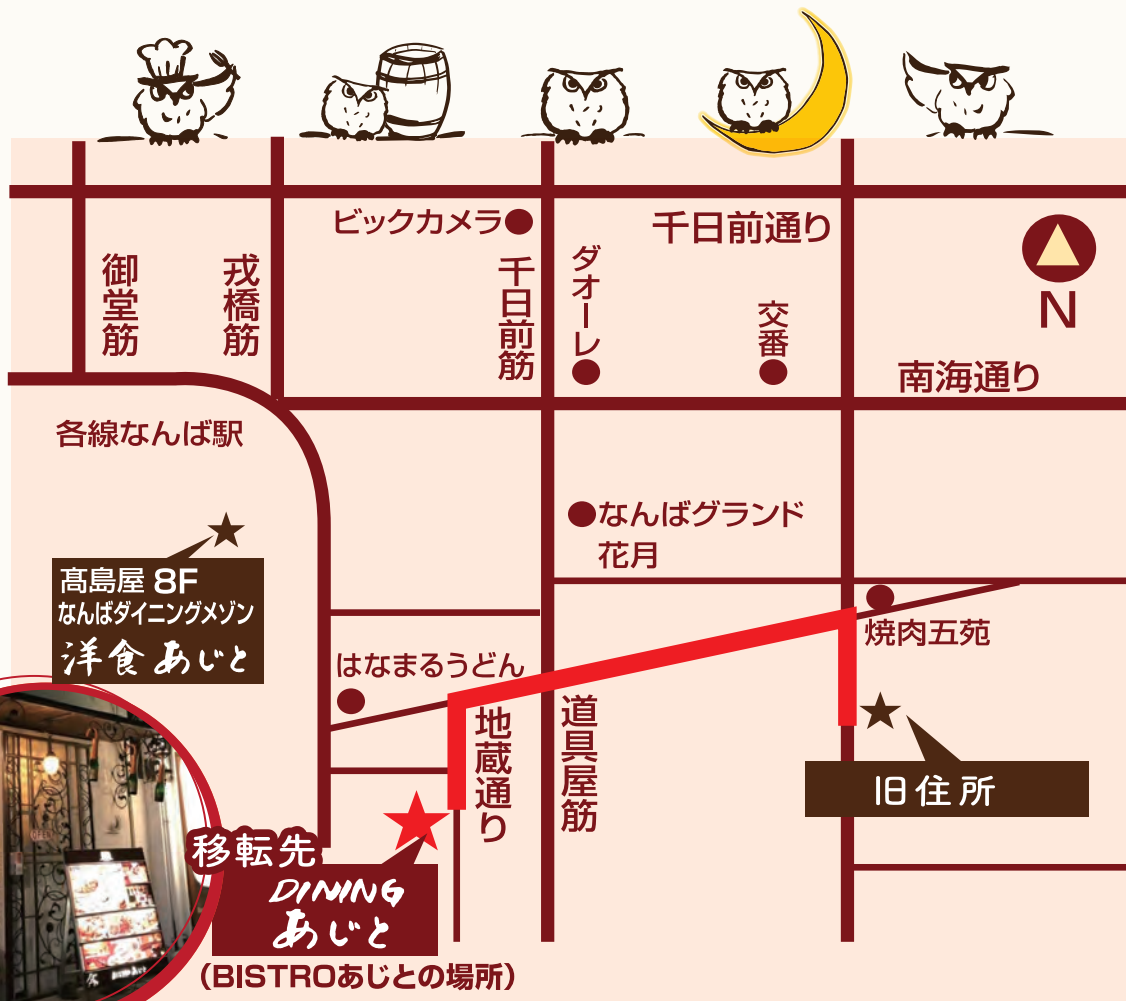 ビックカメラ
千日前通り
御堂筋
戎橋筋
千日前筋
ダオーレ
交番
N
南海通り
各線なんば駅
なんばグランド
花月
髙島屋 8F
なんばダイニングメゾン
洋食 あじと
焼肉五苑
はなまるうどん
地蔵通り
道具屋筋
旧住所
移転先
DINING
あじと
(BISTROあじとの場所)